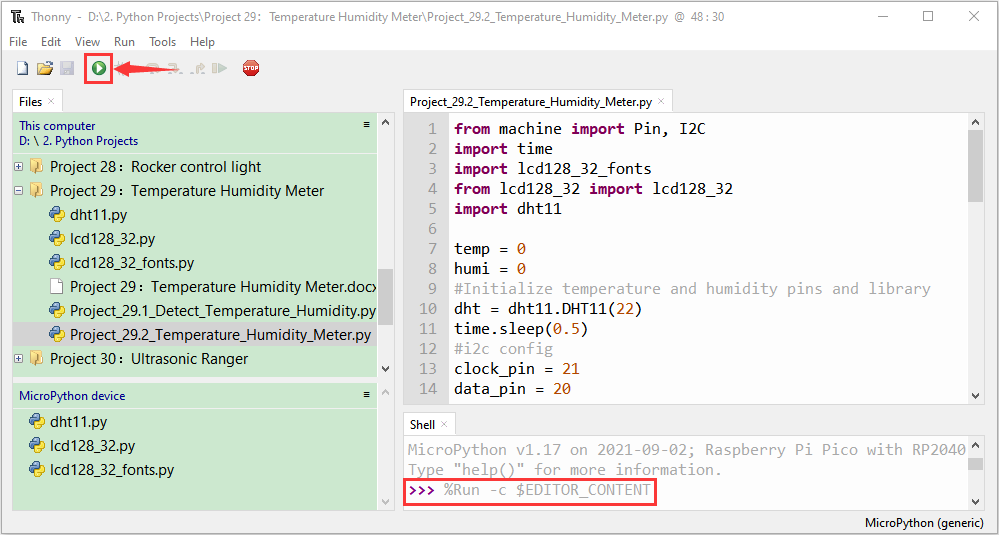 Thonny - D:\2. Python Projects\Project 29：Temperature Humidity Meter\Project_29.2_Temperature_Humidity_Meter.py @ 48 : 30
File Edit View Run Tools Help
STOP
Files ×
This computer
D: \ 2. Python Projects
Project 28：Rocker control light
Project 29：Temperature Humidity Meter
dht11.py
lcd128_32.py
lcd128_32_fonts.py
Project 29：Temperature Humidity Meter.docx
Project_29.1_Detect_Temperature_Humidity.py
Project_29.2_Temperature_Humidity_Meter.py
Project 30：Ultrasonic Ranger
MicroPython device
dht11.py
lcd128_32.py
lcd128_32_fonts.py
Project_29.2_Temperature_Humidity_Meter.py ×
1 from machine import Pin, I2C
2 import time
3 import lcd128_32_fonts
4 from lcd128_32 import lcd128_32
5 import dht11
6
7 temp = 0
8 humi = 0
9 #Initialize temperature and humidity pins and library
10 dht = dht11.DHT11(22)
11 time.sleep(0.5)
12 #i2c config
13 clock_pin = 21
14 data_pin = 20
Shell ×
MicroPython v1.17 on 2021-09-02; Raspberry Pi Pico with RP2040
Type "help()" for more information.
>>> %Run -c $EDITOR_CONTENT
MicroPython (generic)